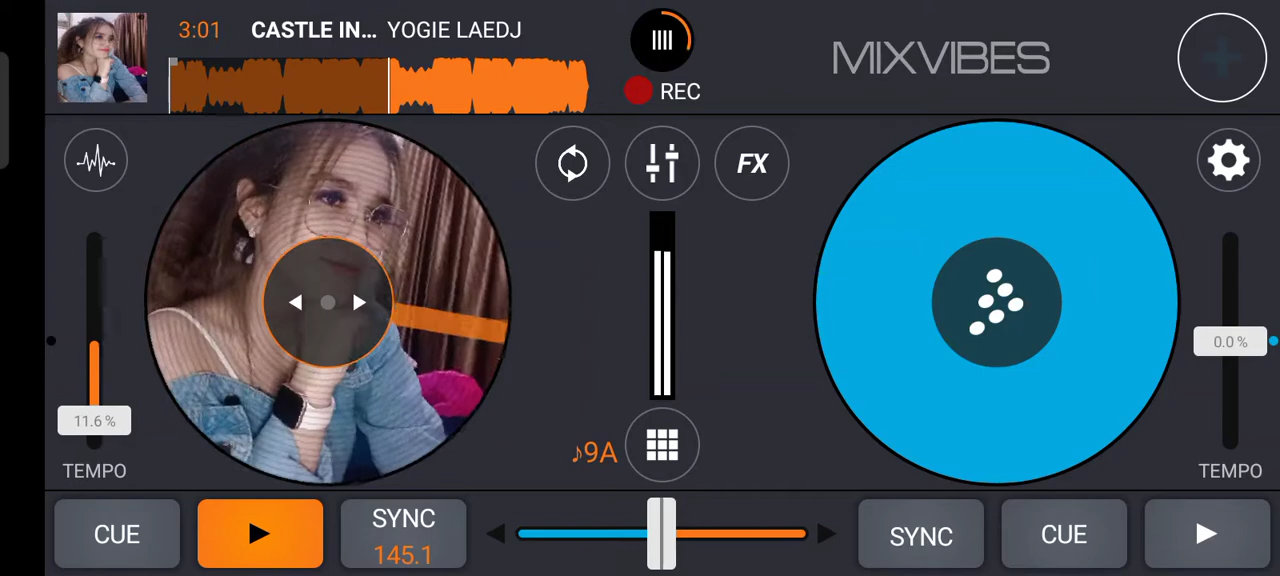 3:01 CASTLE IN... YOGIE LAEDJ
REC
MIXVIBES
FX
11.6 %
0.0 %
♪9A
TEMPO
TEMPO
CUE
SYNC
145.1
SYNC
CUE